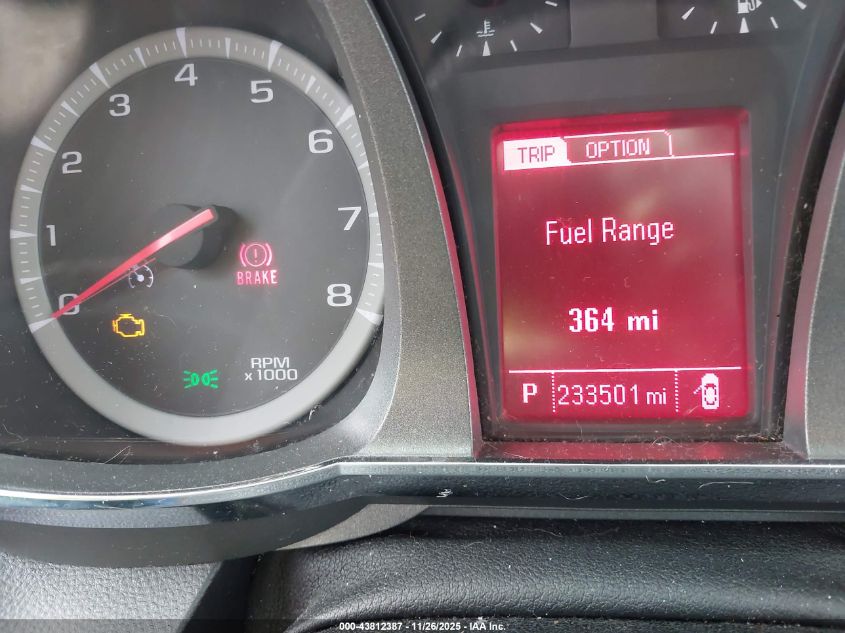 0
1
2
3
4
5
6
7
8
BRAKE
RPM
x1000
TRIP OPTION
Fuel Range
364 mi
P 233501 mi
000-43812387 - 11/26/2025 - IAA Inc.